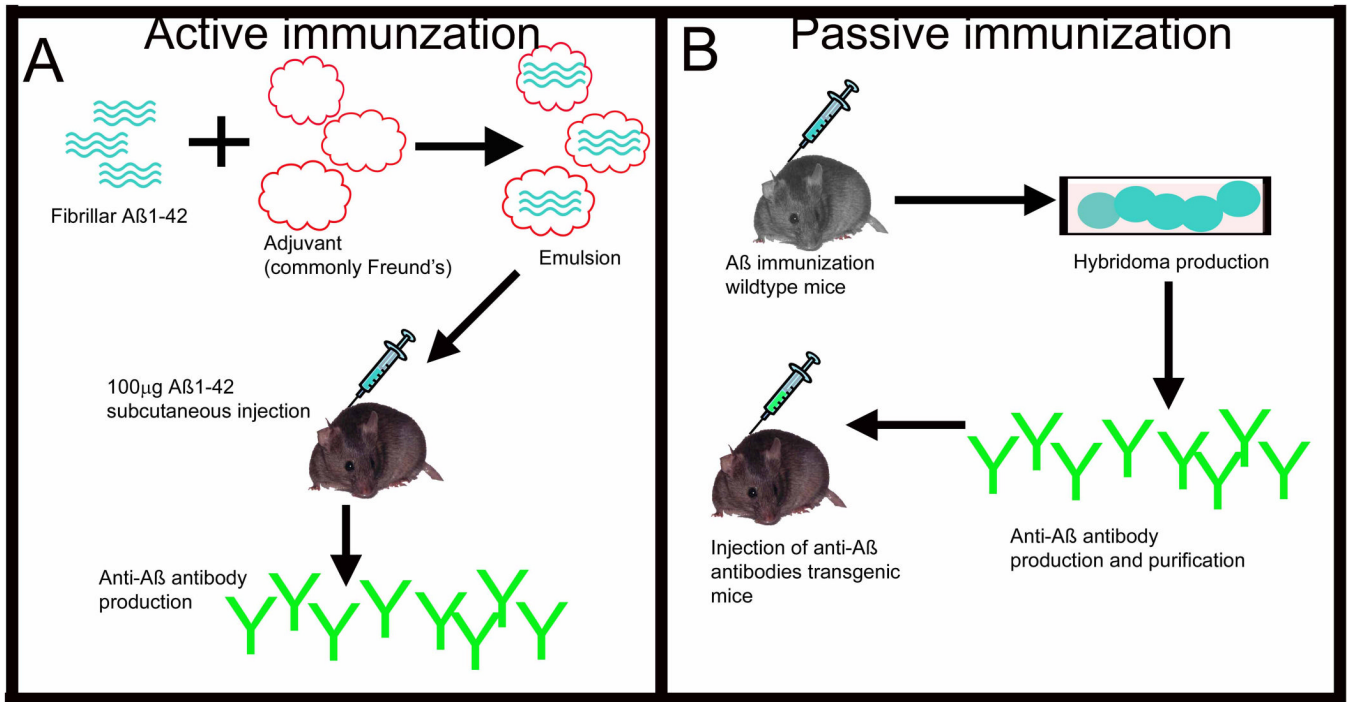 A
Active immunzation
Fibrillar Aß1-42
Adjuvant
(commonly Freund's)
Emulsion
100µg Aß1-42
subcutaneous injection
Anti-Aß antibody
production
B
Passive immunization
Aß immunization
wildtype mice
Hybridoma production
Injection of anti-Aß
antibodies transgenic
mice
Anti-Aß antibody
production and purification